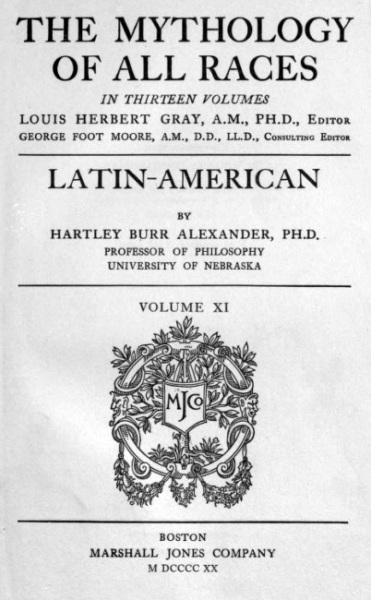 THE MYTHOLOGY
OF ALL RACES
IN THIRTEEN VOLUMES
LOUIS HERBERT GRAY, A.M., PH.D., EDITOR
GEORGE FOOT MOORE, A.M., D.D., LL.D., CONSULTING EDITOR
LATIN-AMERICAN
BY
HARTLEY BURR ALEXANDER, PH.D.
PROFESSOR OF PHILOSOPHY
UNIVERSITY OF NEBRASKA
VOLUME XI
MJCo
BOSTON
MARSHALL JONES COMPANY
M DCCCC XX